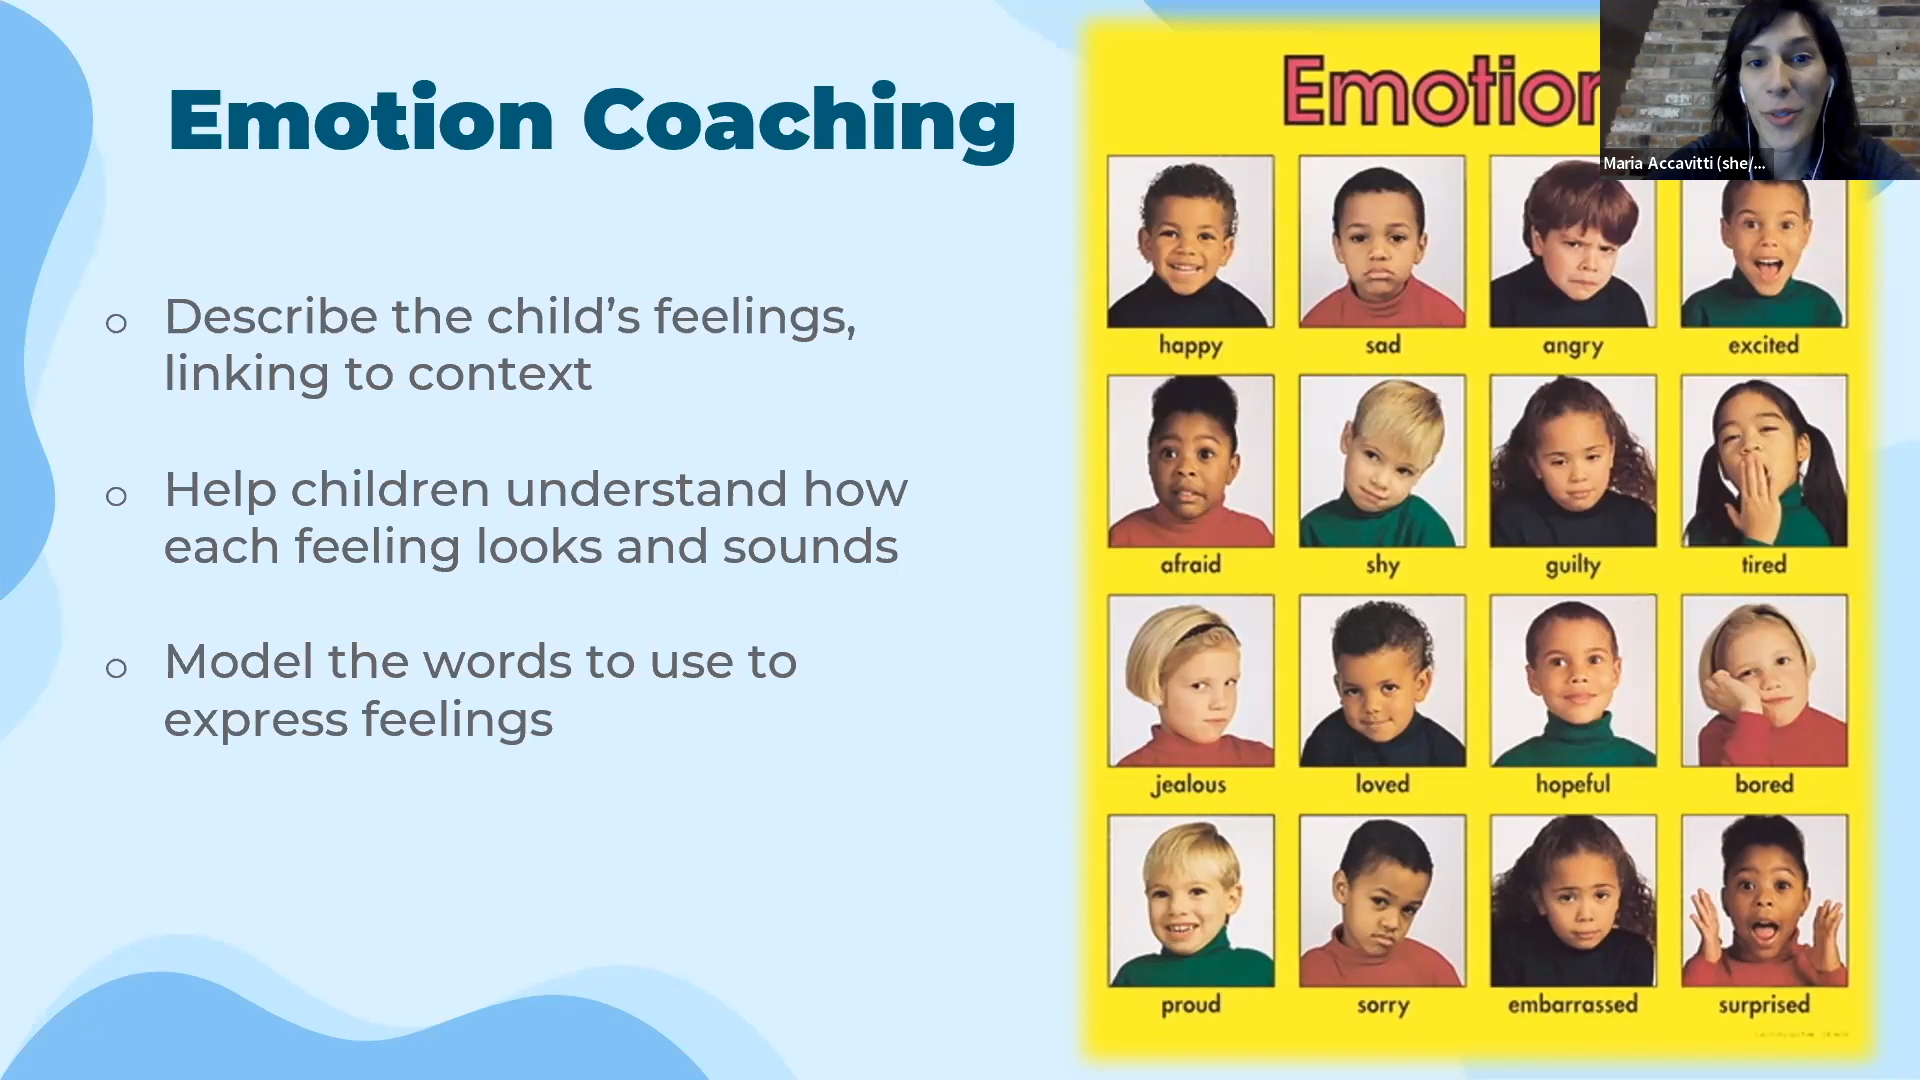 Emotion Coaching
Describe the child’s feelings,
linking to context
Help children understand how
each feeling looks and sounds
Model the words to use to
express feelings
Emotion
Maria Accavitti (she/...
happy
sad
angry
excited
afraid
shy
guilty
tired
jealous
loved
hopeful
bored
proud
sorry
embarrassed
surprised